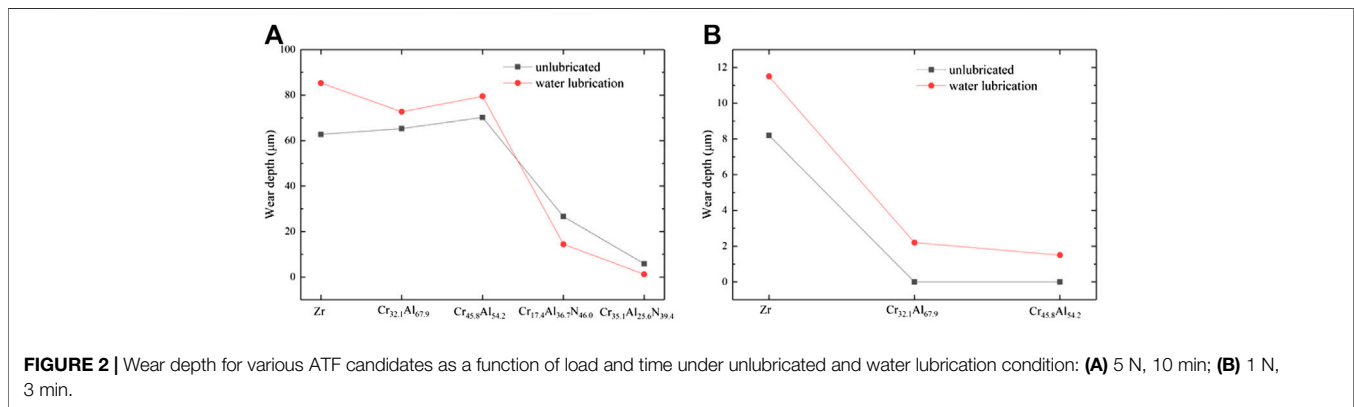 A
B
100
80
60
40
20
0
Wear depth (μm)
unlubricated
water lubrication
Zr
Cr32.1Al67.9
Cr45.8Al54.2
Cr17.4Al36.7N46.0
Cr35.1Al25.6N39.4
12
10
8
6
4
2
0
Wear depth (μm)
unlubricated
water lubrication
Zr
Cr32.1Al67.9
Cr45.8Al54.2
FIGURE 2 | Wear depth for various ATF candidates as a function of load and time under unlubricated and water lubrication condition: (A) 5 N, 10 min; (B) 1 N,
3 min.